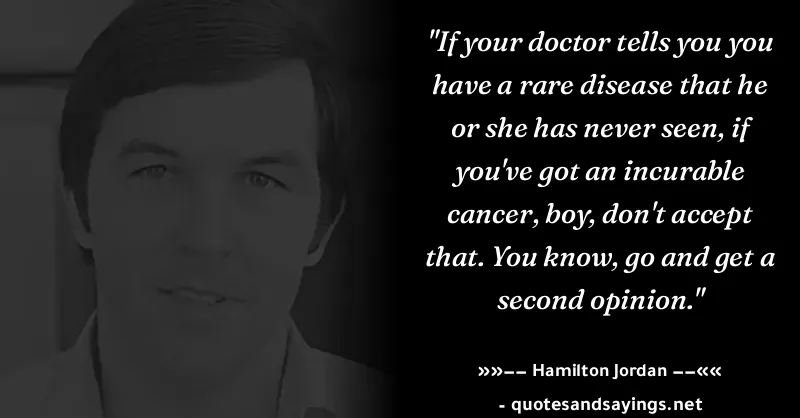 "If your doctor tells you you
have a rare disease that he
or she has never seen, if
you've got an incurable
cancer, boy, don't accept
that. You know, go and get a
second opinion."
»»−− Hamilton Jordan −−««
- quotesandsayings.net